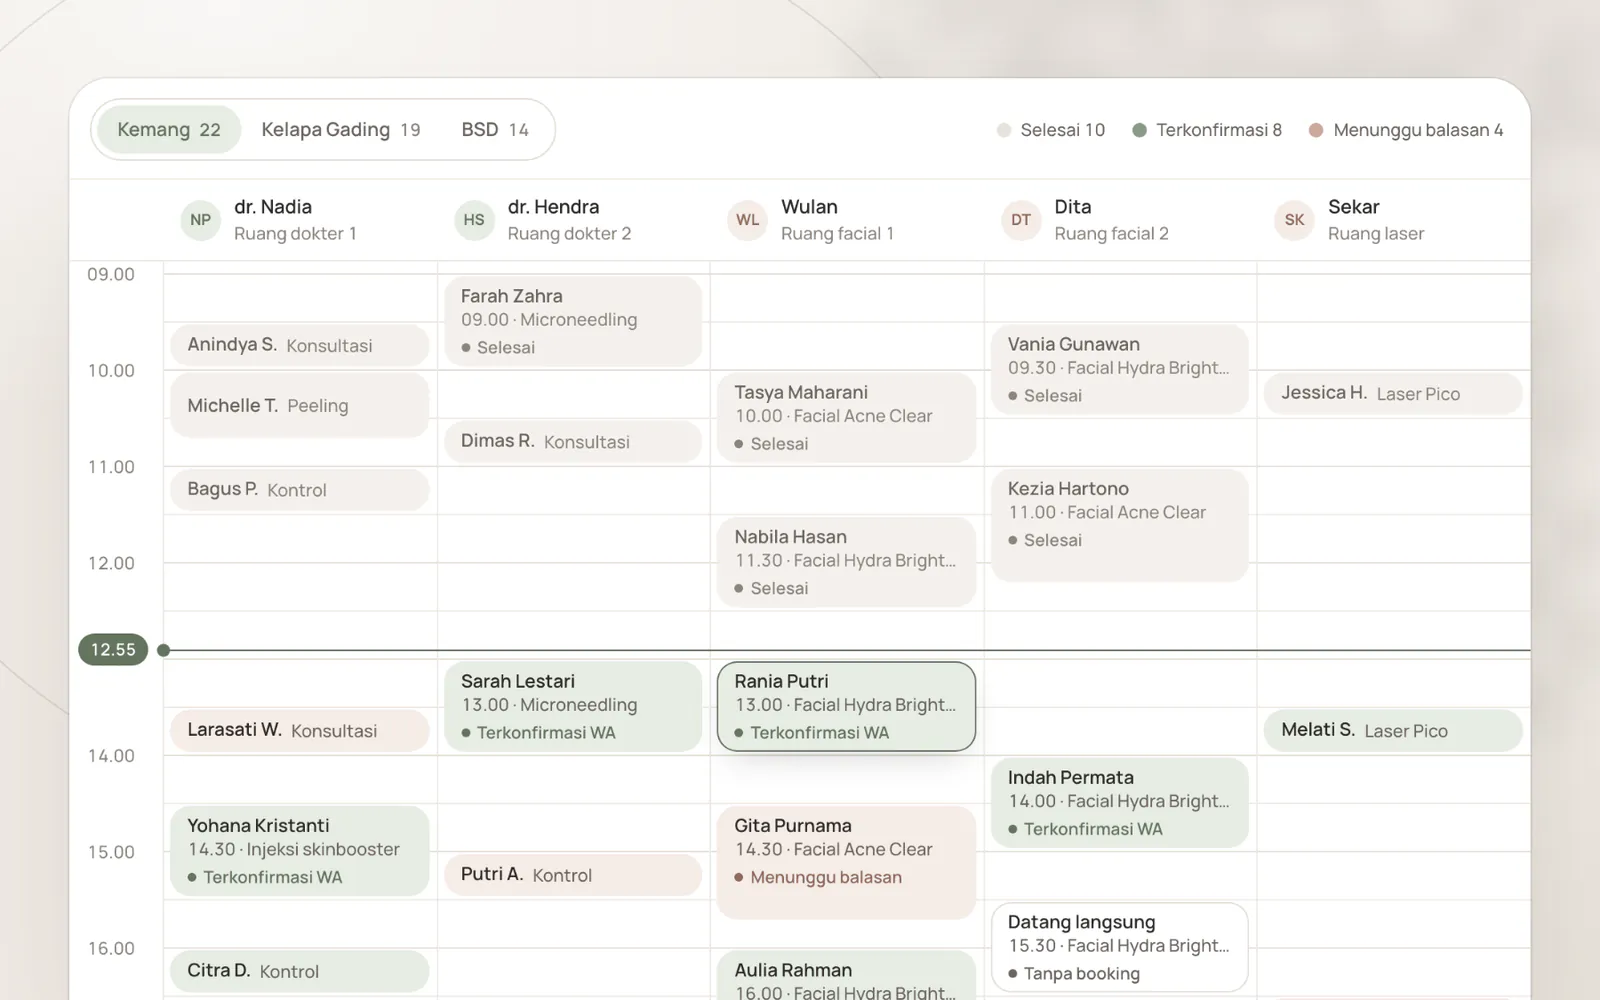 Kemang 22 Kelapa Gading 19 BSD 14
Selesai 10 Terkonfirmasi 8 Menunggu balasan 4
NP dr. Nadia
Ruang dokter 1
HS dr. Hendra
Ruang dokter 2
WL Wulan
Ruang facial 1
DT Dita
Ruang facial 2
SK Sekar
Ruang laser
09.00
10.00
11.00
12.00
12.55
14.00
15.00
16.00
Anindya S. Konsultasi
Michelle T. Peeling
Bagus P. Kontrol
Larasati W. Konsultasi
Yohana Kristanti
14.30 · Injeksi skinbooster
Terkonfirmasi WA
Citra D. Kontrol
Farah Zahra
09.00 · Microneedling
Selesai
Dimas R. Konsultasi
Sarah Lestari
13.00 · Microneedling
Terkonfirmasi WA
Putri A. Kontrol
Tasya Maharani
10.00 · Facial Acne Clear
Selesai
Nabila Hasan
11.30 · Facial Hydra Bright...
Selesai
Rania Putri
13.00 · Facial Hydra Bright...
Terkonfirmasi WA
Gita Purnama
14.30 · Facial Acne Clear
Menunggu balasan
Aulia Rahman
16.00 · Facial Hydra Bright...
Vania Gunawan
09.30 · Facial Hydra Bright...
Selesai
Kezia Hartono
11.00 · Facial Acne Clear
Selesai
Indah Permata
14.00 · Facial Hydra Bright...
Terkonfirmasi WA
Datang langsung
15.30 · Facial Hydra Bright...
Tanpa booking
Jessica H. Laser Pico
Melati S. Laser Pico